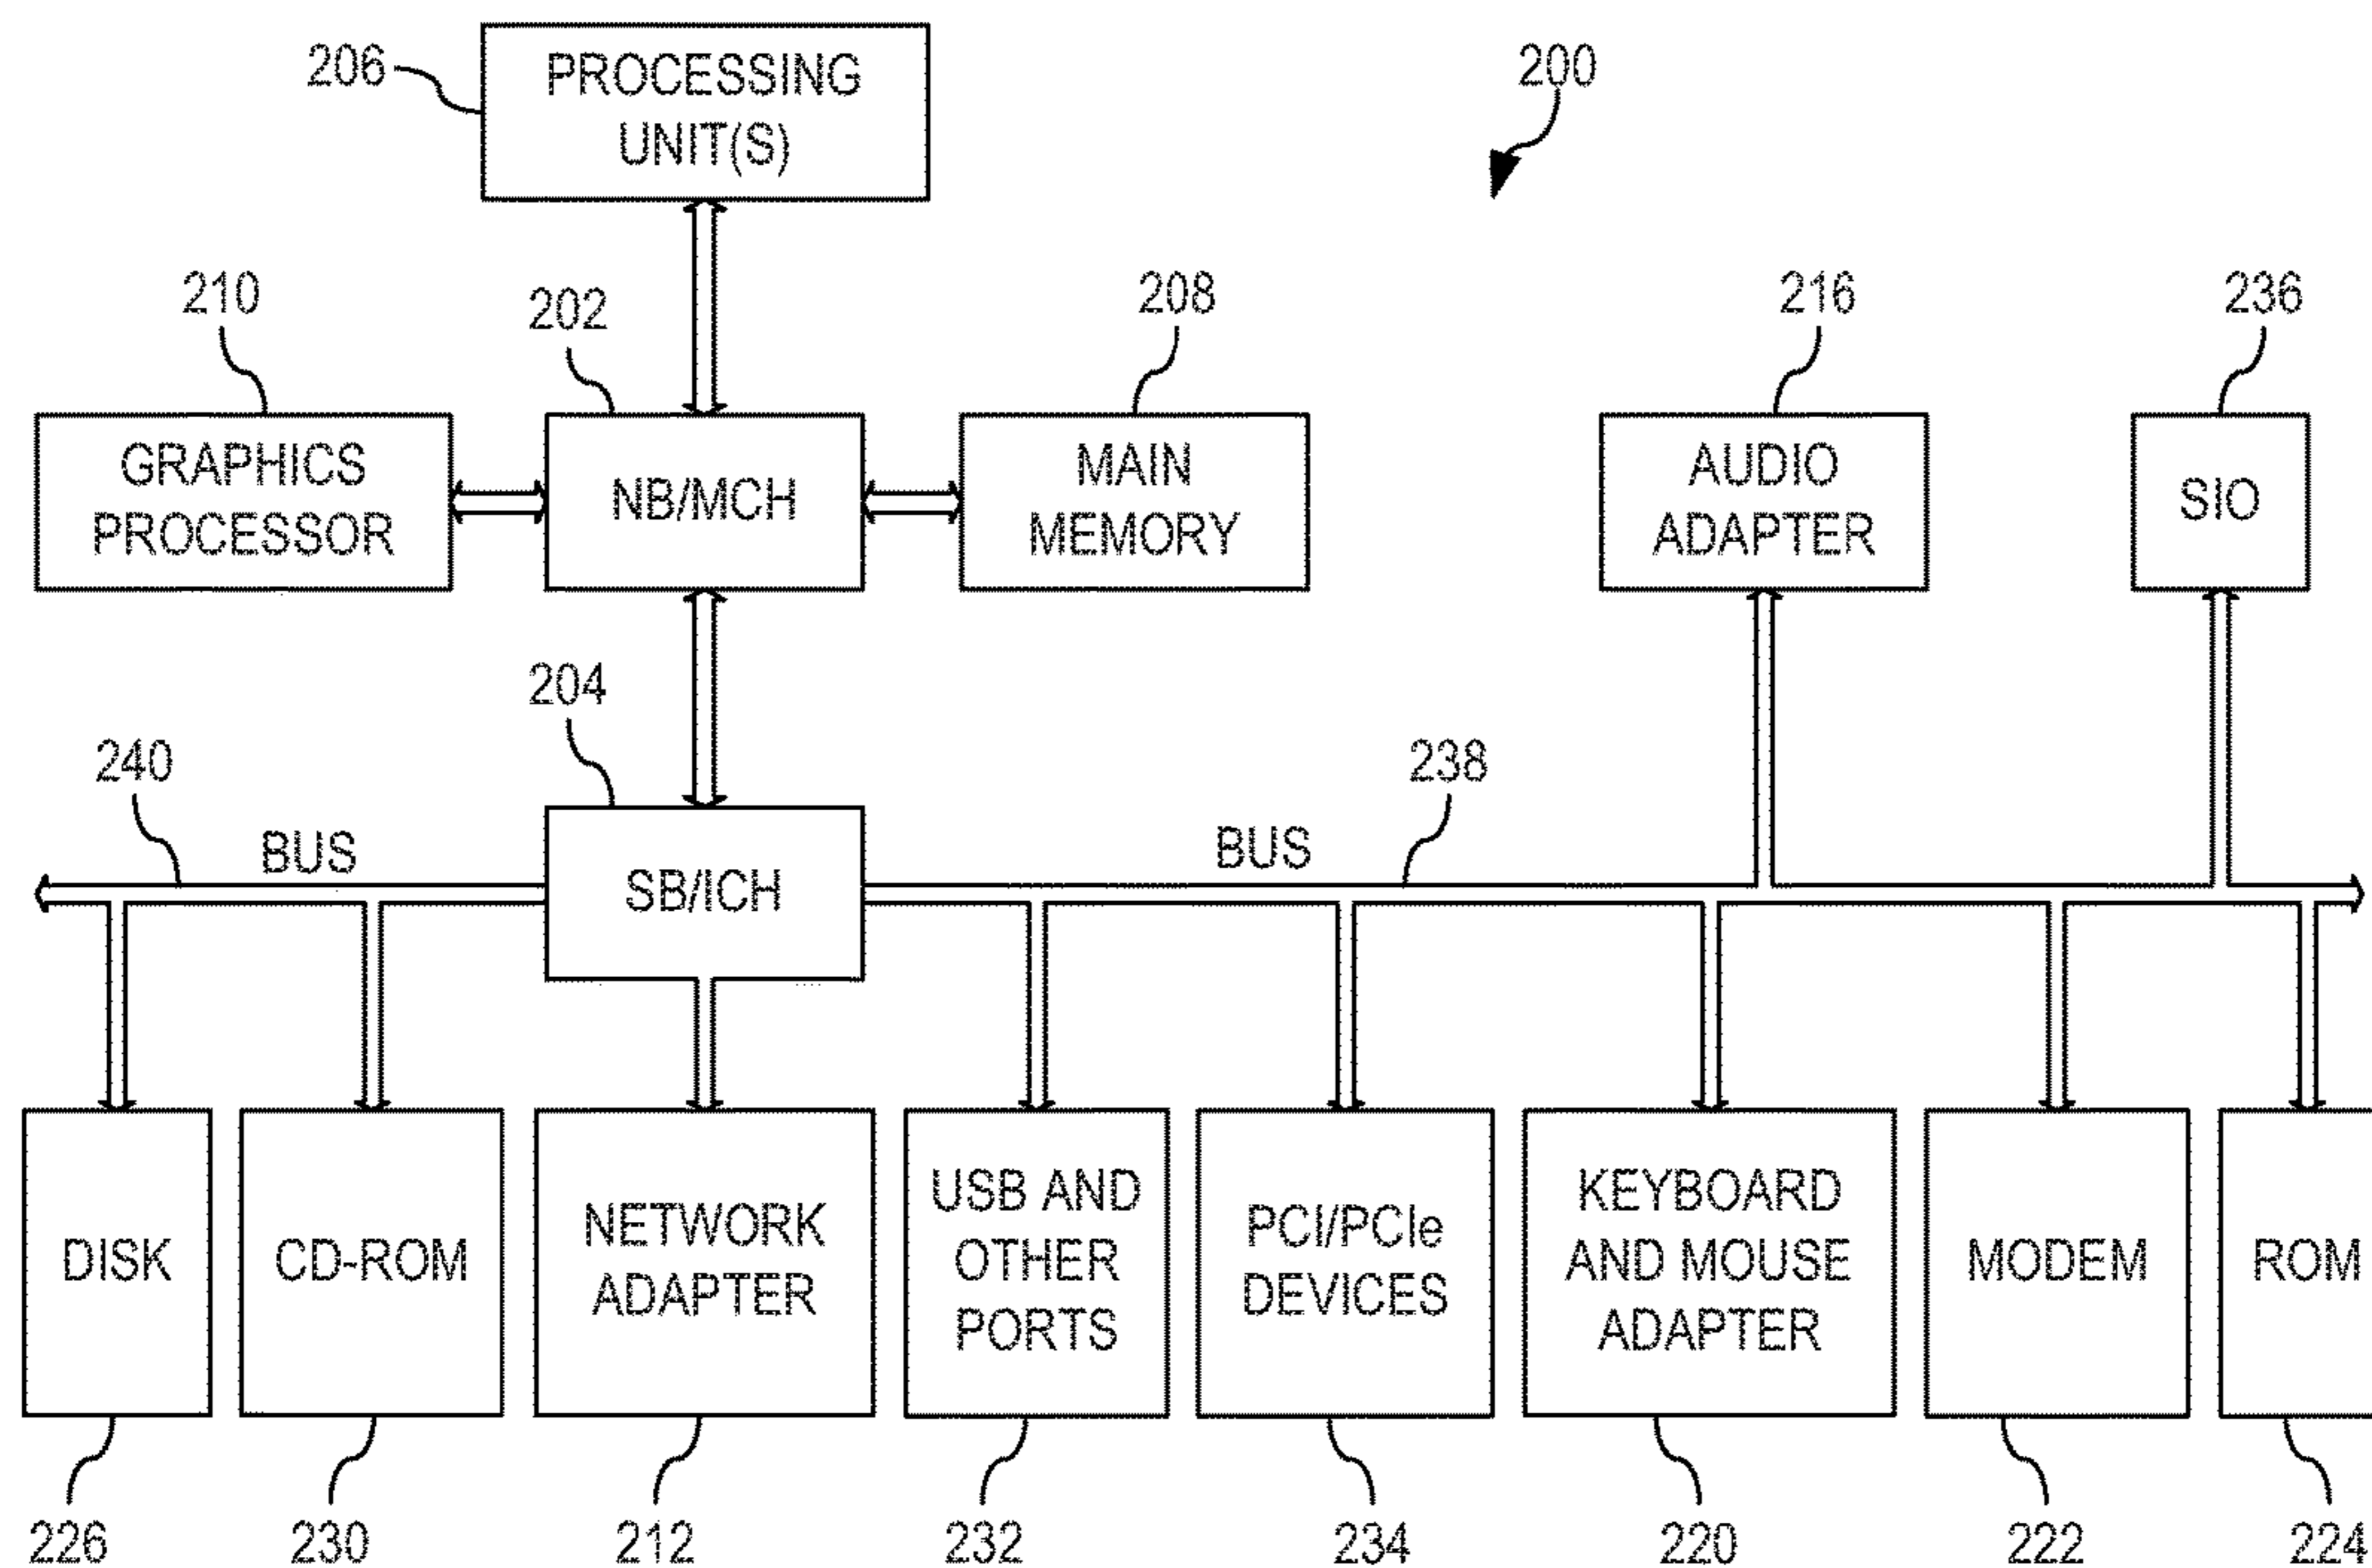 206
PROCESSING
UNIT(S)
200
210
202
208
216
236
GRAPHICS
PROCESSOR
NB/MCH
MAIN
MEMORY
AUDIO
ADAPTER
SIO
204
240
238
BUS
BUS
SB/ICH
DISK
CD-ROM
NETWORK
ADAPTER
USB AND
OTHER
PORTS
PCI/PCIe
DEVICES
KEYBOARD
AND MOUSE
ADAPTER
MODEM
ROM
226
230
212
232
234
220
222
224